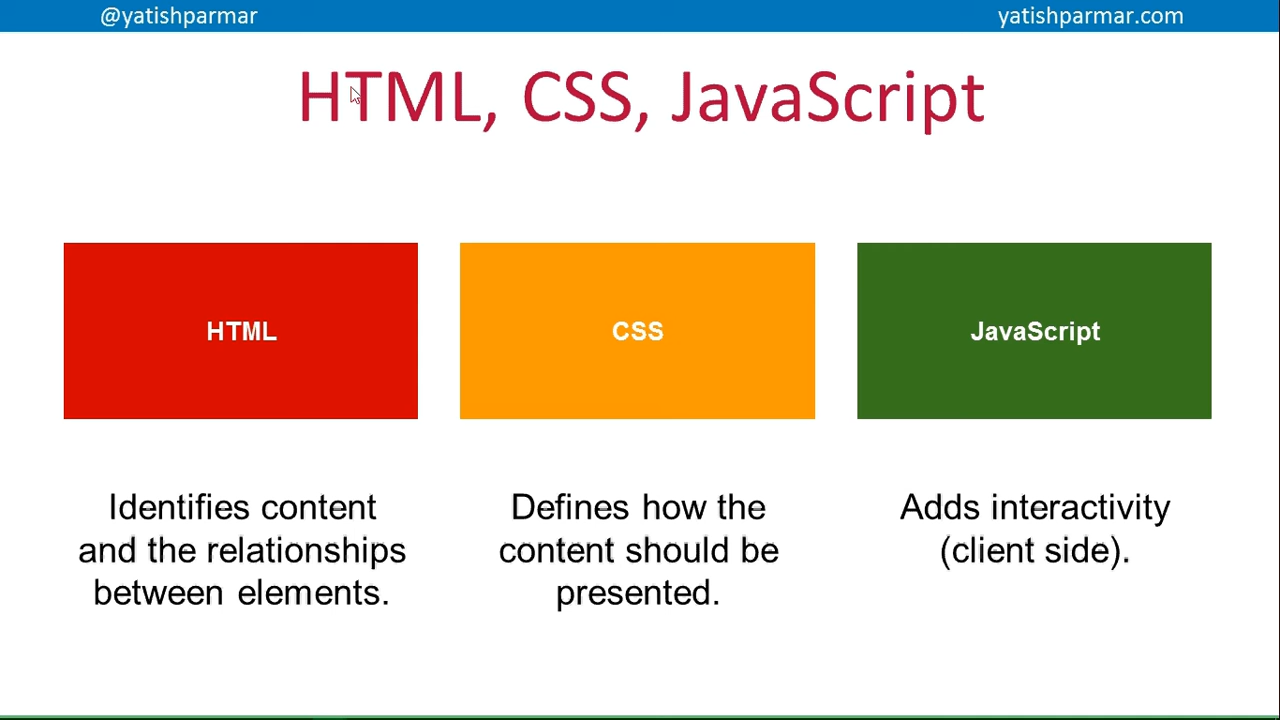 @yatishparmar
yatishparmar.com
HTML, CSS, JavaScript
HTML
CSS
JavaScript
Identifies content
and the relationships
between elements.
Defines how the
content should be
presented.
Adds interactivity
(client side).